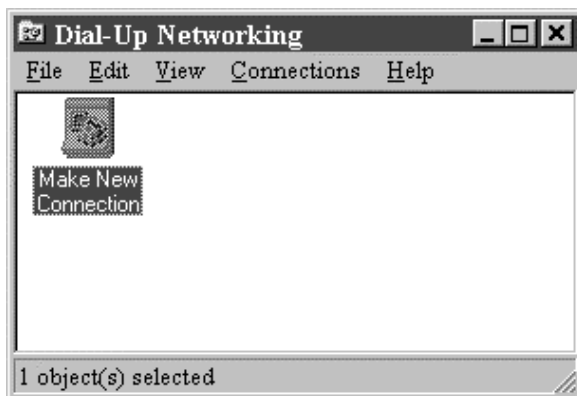 Dial-Up Networking
File Edit View Connections Help
Make New
Connection
1 object(s) selected